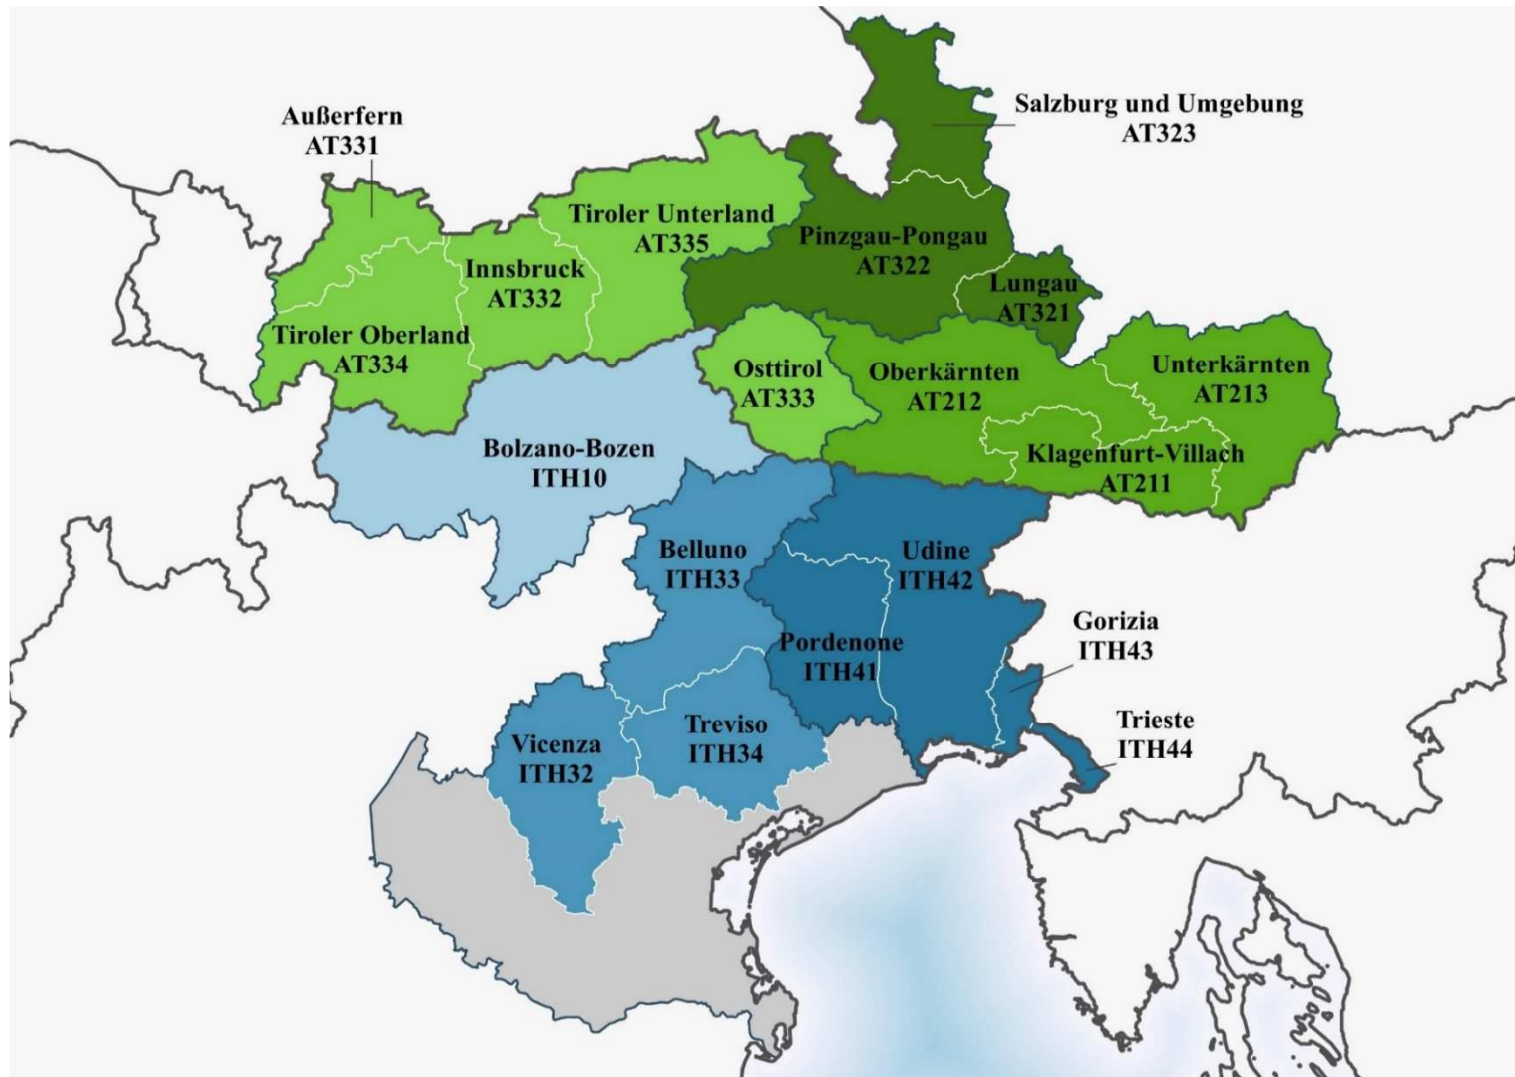 Salzburg und Umgebung
AT323
Außerfern
AT331
Tiroler Unterland
AT335
Pinzgau-Pongau
AT322
Innsbruck
AT332
Lungau
AT321
Tiroler Oberland
AT334
Osttirol
AT333
Oberkärnten
AT212
Unterkärnten
AT213
Bolzano-Bozen
ITH10
Klagenfurt-Villach
AT211
Belluno
ITH33
Udine
ITH42
Gorizia
ITH43
Pordenone
ITH41
Trieste
ITH44
Treviso
ITH34
Vicenza
ITH32